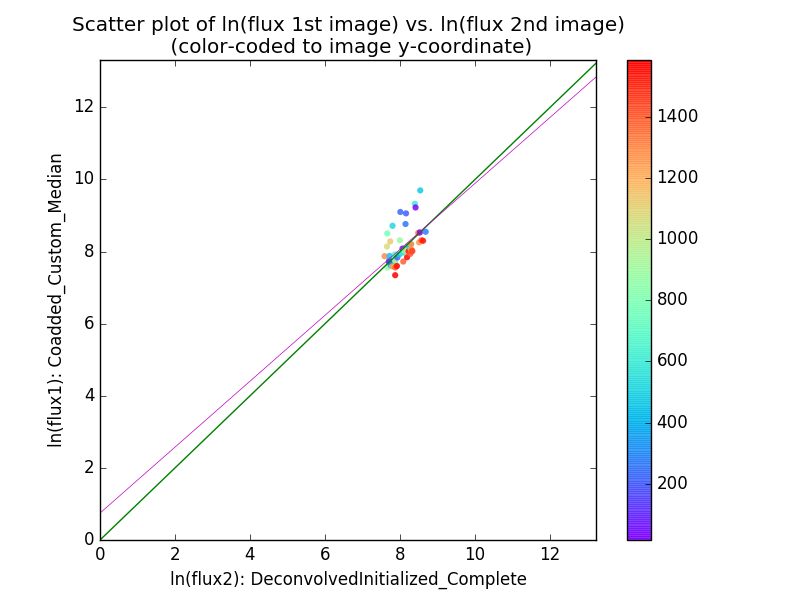 Scatter plot of ln(flux 1st image) vs. ln(flux 2nd image)
(color-coded to image y-coordinate)
ln(flux1): Coadded_Custom_Median
12
10
8
6
4
2
0
0 2 4 6 8 10 12
ln(flux2): DeconvolvedInitialized_Complete
1400
1200
1000
800
600
400
200